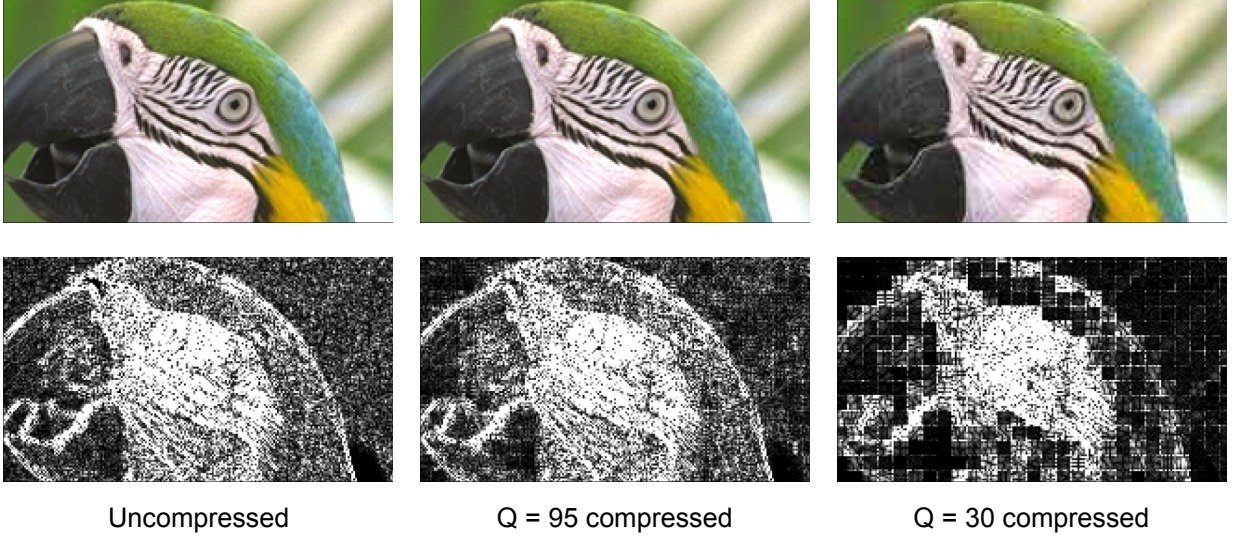 Uncompressed
Q = 95 compressed
Q = 30 compressed